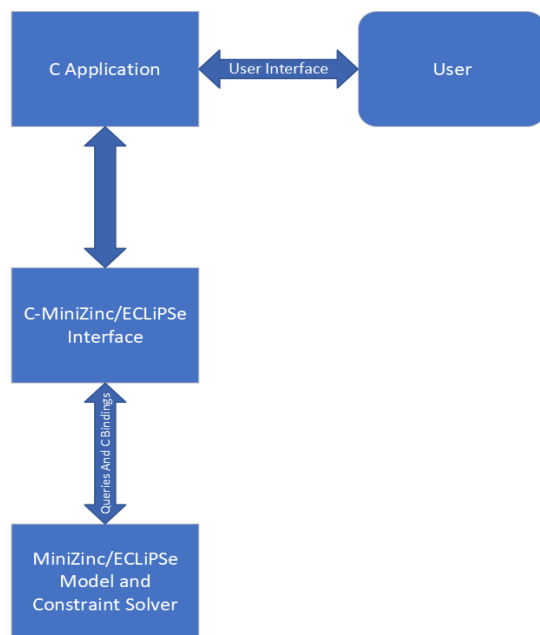 C Application
User Interface
User
C-MiniZinc/ECLiPSe
Interface
Queries And C Bindings
MiniZinc/ECLiPSe
Model and
Constraint Solver